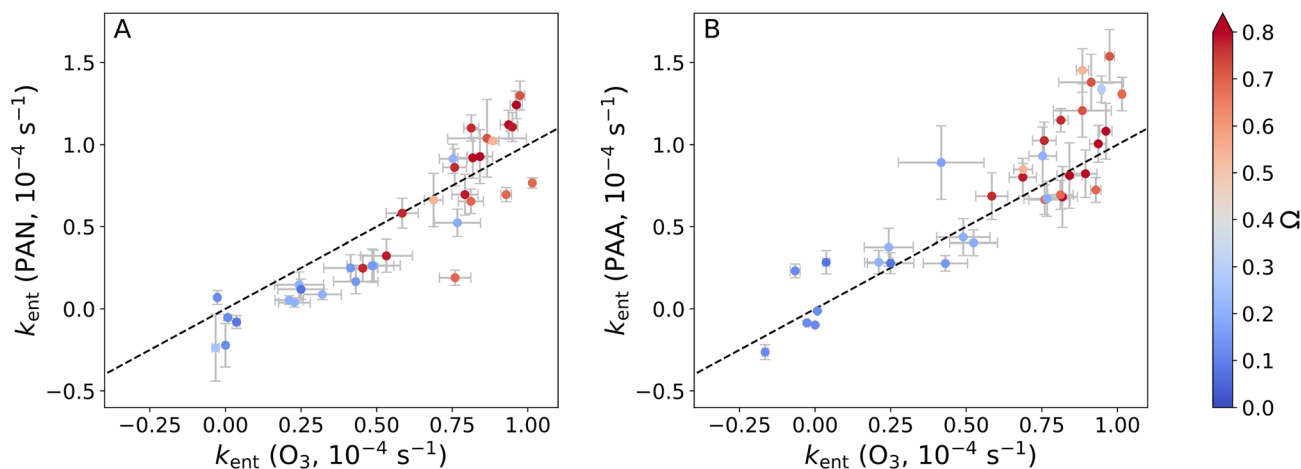 A
k_ent (PAN, 10⁻⁴ s⁻¹)
1.5
1.0
0.5
0.0
−0.5
−0.25 0.00 0.25 0.50 0.75 1.00
k_ent (O₃, 10⁻⁴ s⁻¹)
B
k_ent (PAA, 10⁻⁴ s⁻¹)
1.5
1.0
0.5
0.0
−0.5
−0.25 0.00 0.25 0.50 0.75 1.00
k_ent (O₃, 10⁻⁴ s⁻¹)
0.8
0.7
0.6
0.5
0.4
0.3
0.2
0.1
0.0
Ω